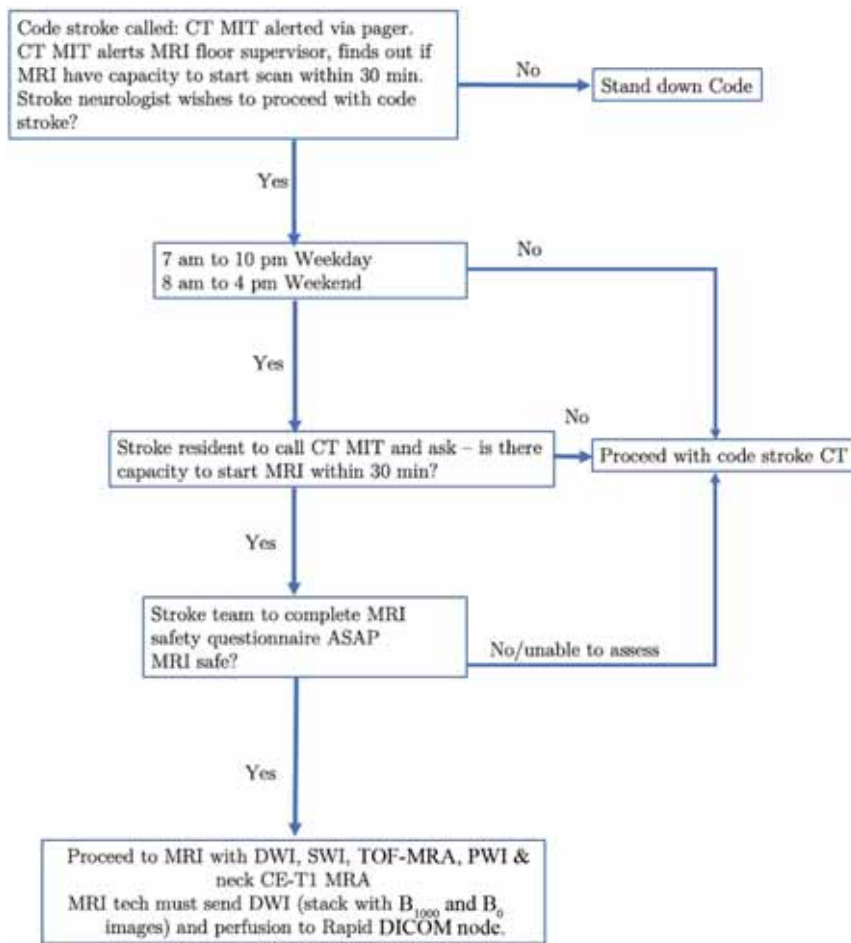 Code stroke called: CT MIT alerted via pager.
CT MIT alerts MRI floor supervisor, finds out if
MRI have capacity to start scan within 30 min.
Stroke neurologist wishes to proceed with code
stroke?
No
Stand down Code
Yes
7 am to 10 pm Weekday
8 am to 4 pm Weekend
No
Yes
No
Stroke resident to call CT MIT and ask – is there
capacity to start MRI within 30 min?
Proceed with code stroke CT
Yes
Stroke team to complete MRI
safety questionnaire ASAP
MRI safe?
No/unable to assess
Yes
Proceed to MRI with DWI, SWI, TOF-MRA, PWI &
neck CE-T1 MRA
MRI tech must send DWI (stack with B1000 and B0
images) and perfusion to Rapid DICOM node.